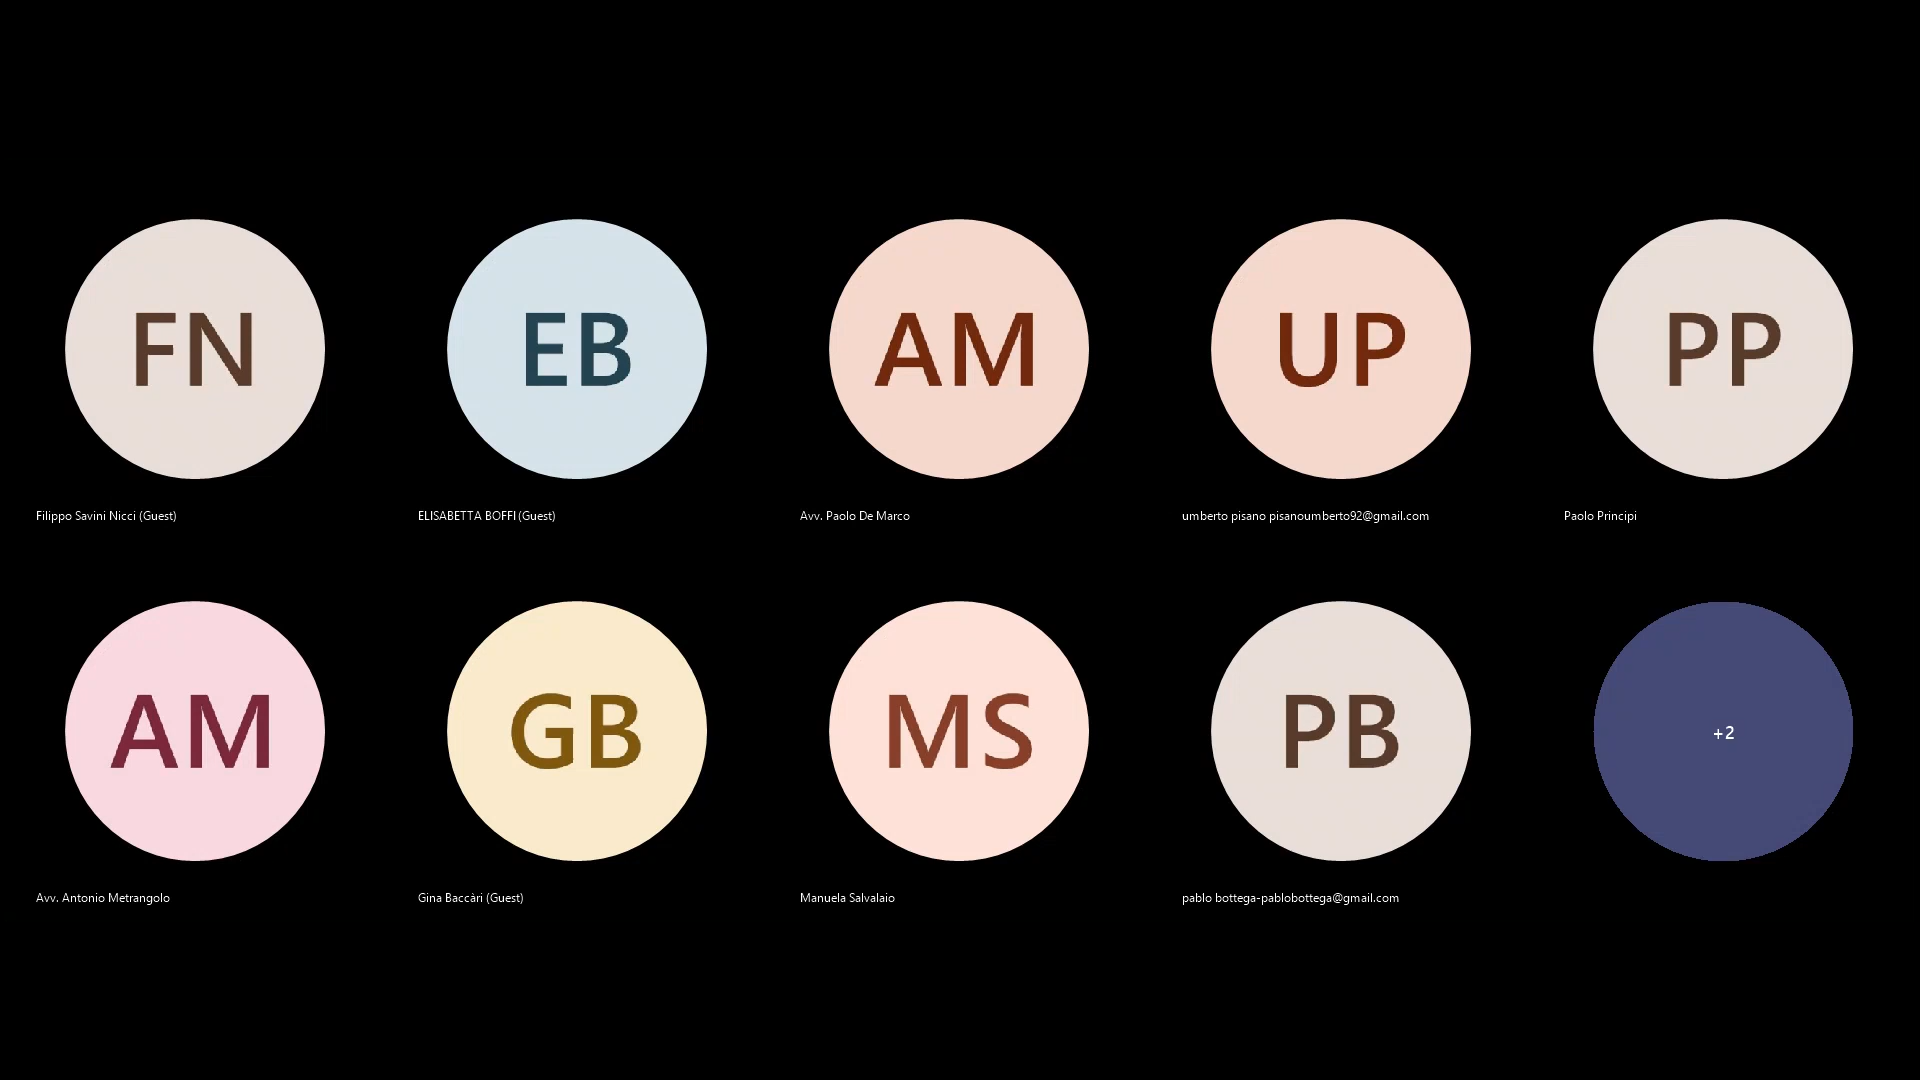 FN
EB
AM
UP
PP
Filippo Savini Nicci (Guest)
ELISABETTA BOFFI (Guest)
Avv. Paolo De Marco
umberto pisano pisanoumberto92@gmail.com
Paolo Principi
AM
GB
MS
PB
+2
Avv. Antonio Metrangolo
Gina Baccàri (Guest)
Manuela Salvalaio
pablo bottega-pablobottega@gmail.com